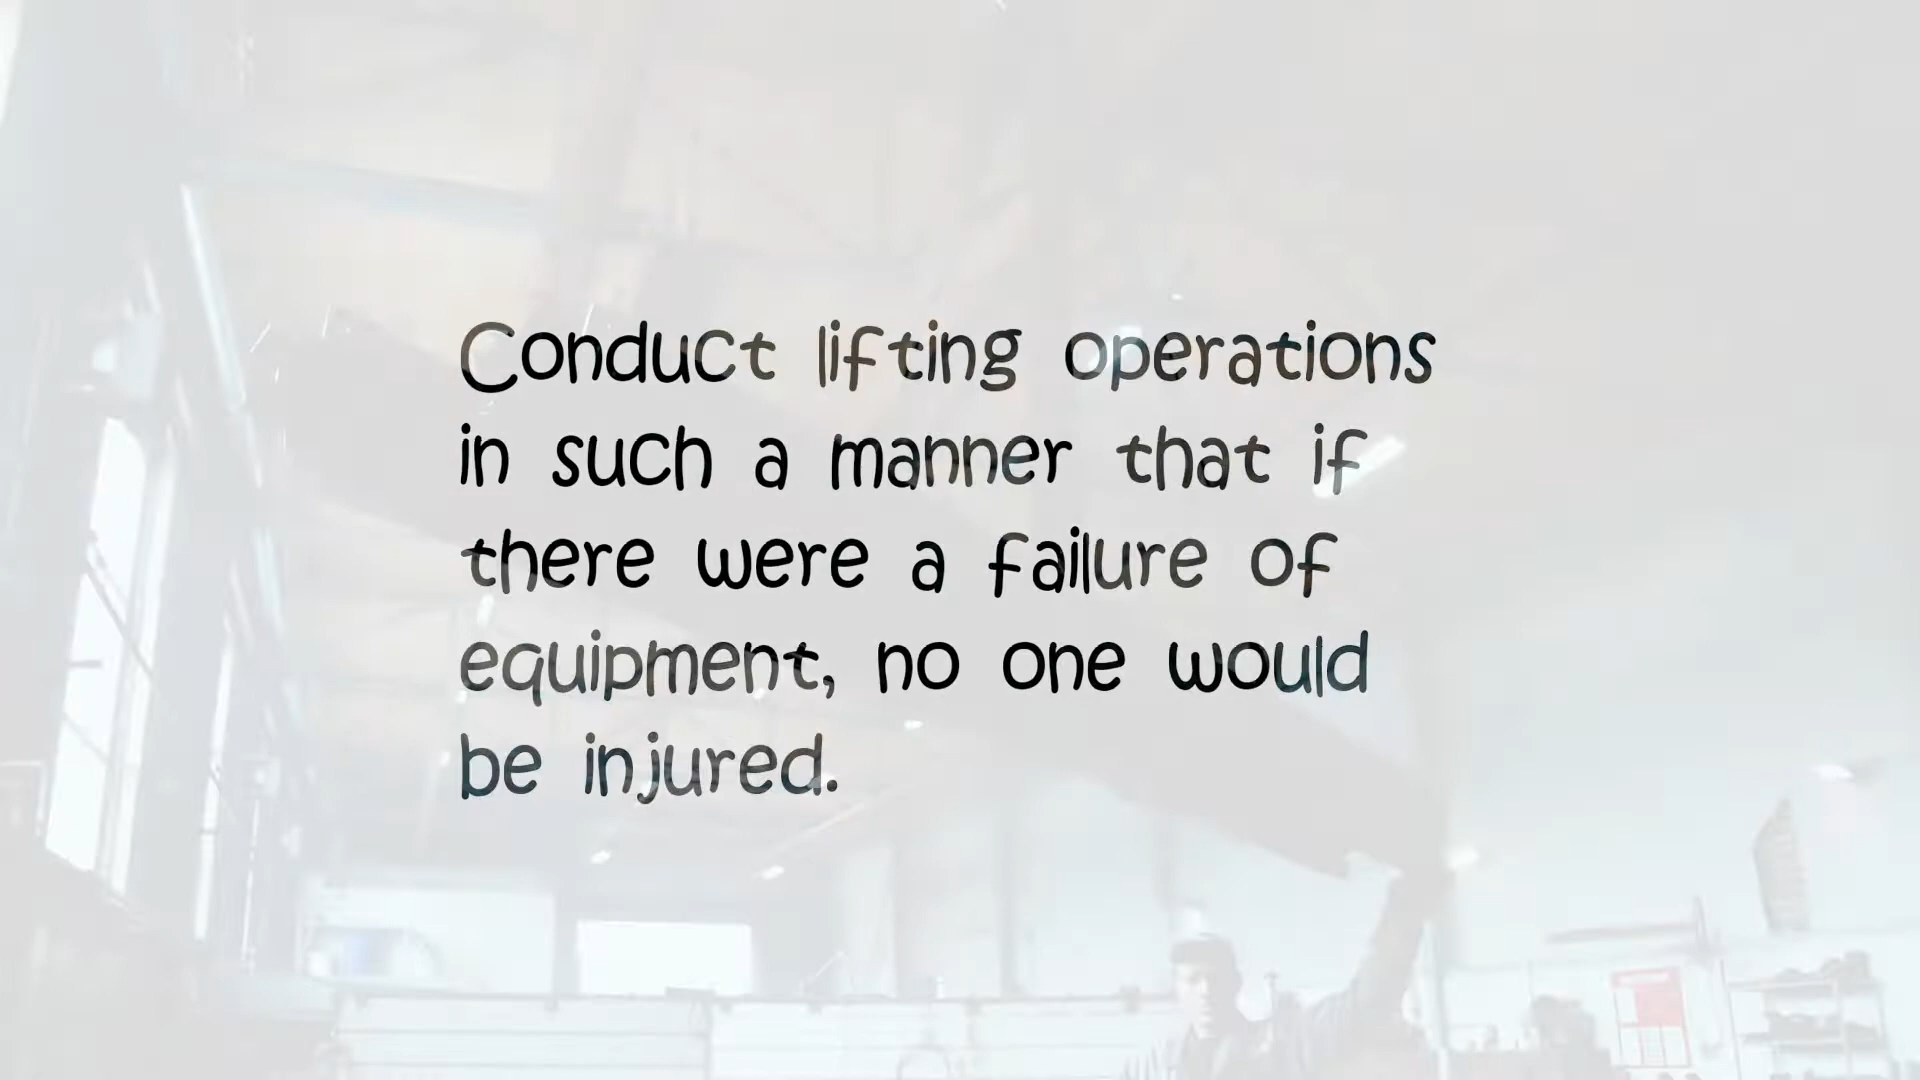 Conduct lifting operations
in such a manner that if
there were a failure of
equipment, no one would
be injured.